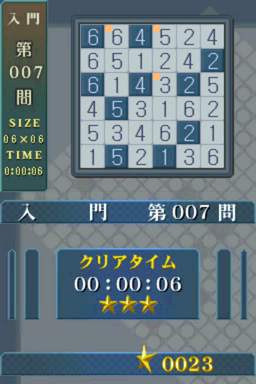 入門
第
007
問
SIZE
06×06
TIME
0:00:06
6 6 4 5 2 4
6 5 1 2 4 2
6 1 4 3 2 5
4 5 3 1 6 2
5 3 4 6 2 1
1 5 2 1 3 6
入 門 第007問
クリアタイム
00:00:06
0023